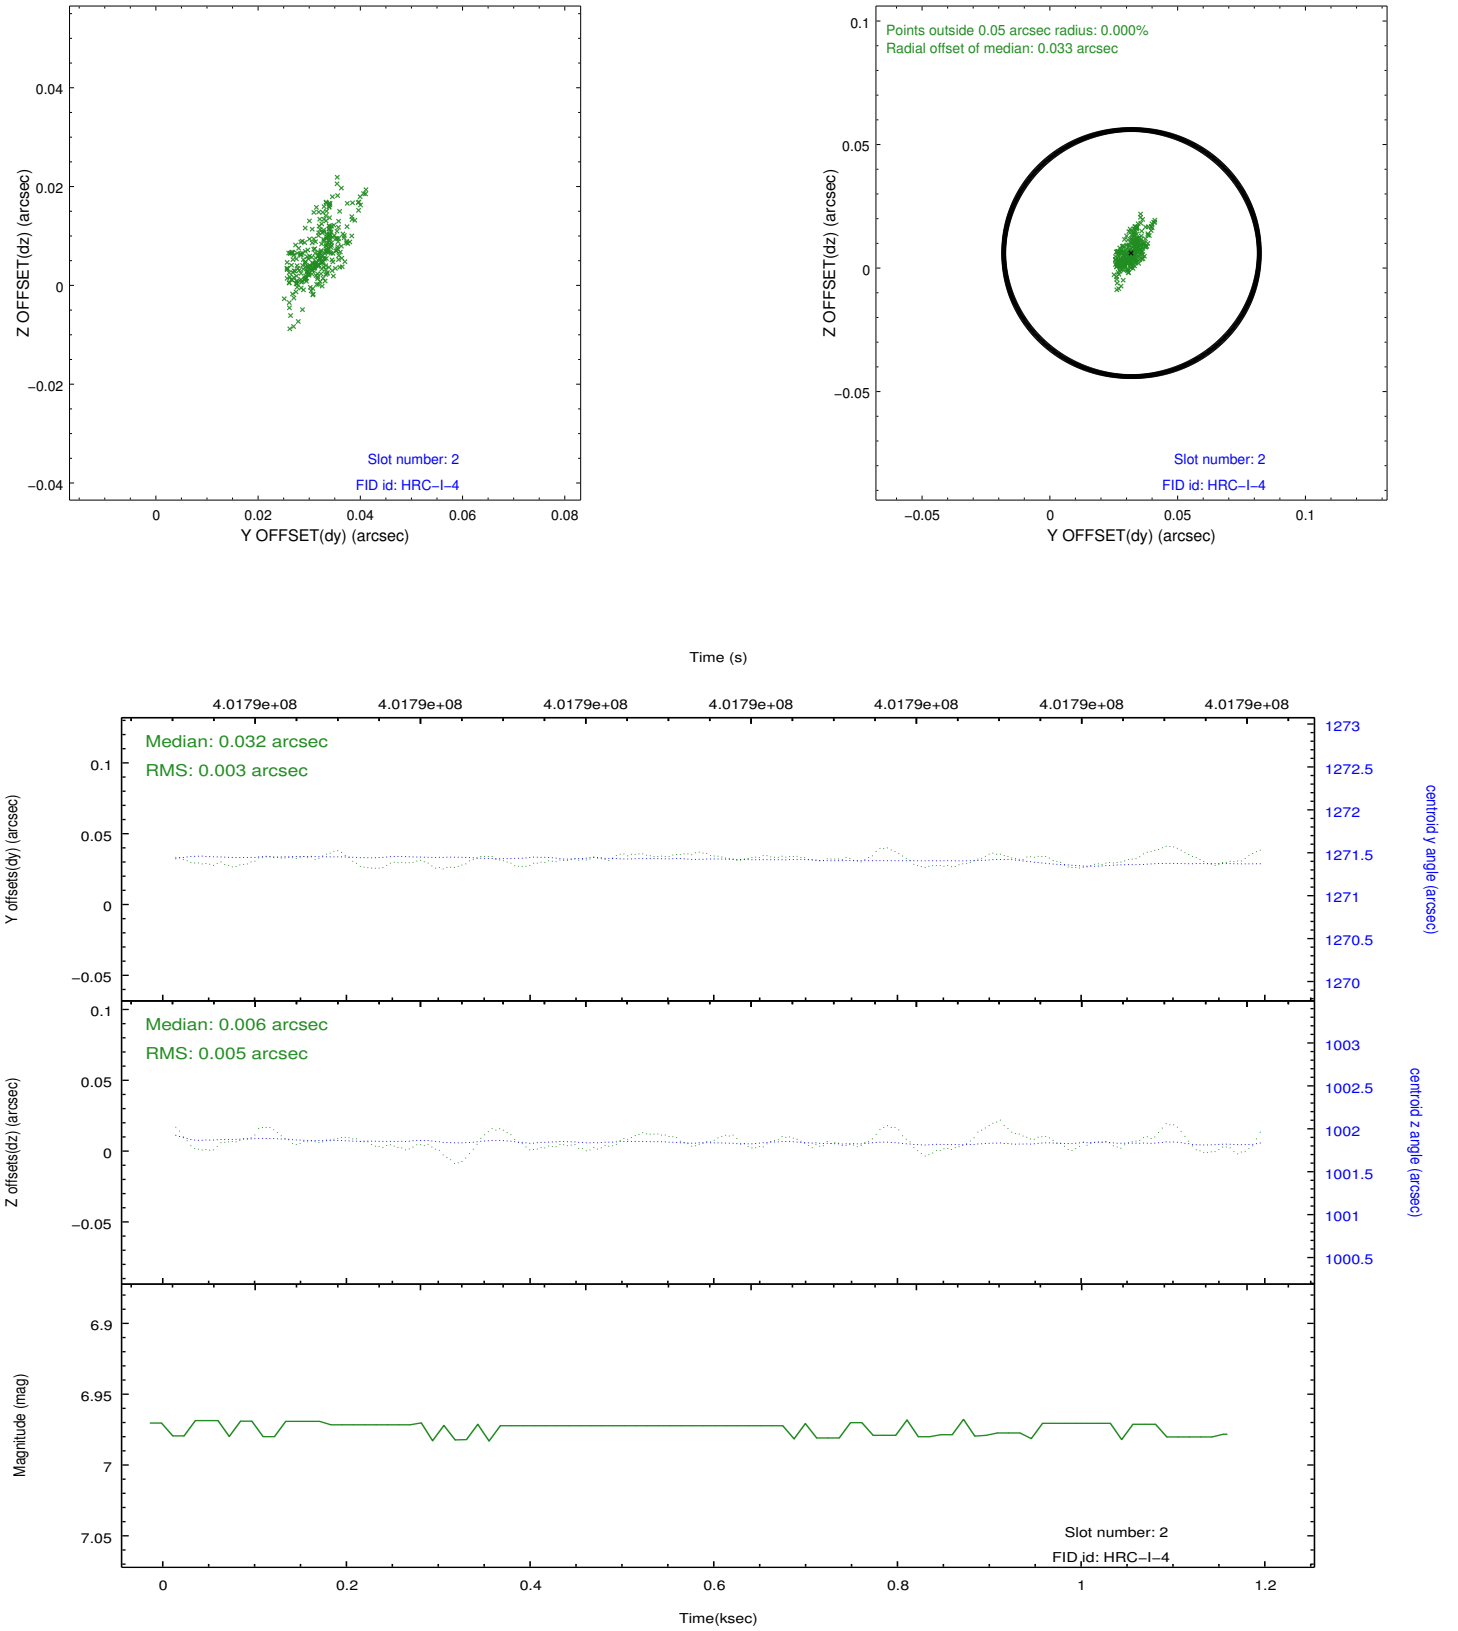 0.04
0.02
0
−0.02
−0.04
Z OFFSET(dz) (arcsec)
Slot number: 2
FID id: HRC−I−4
0 0.02 0.04 0.06 0.08
Y OFFSET(dy) (arcsec)
Points outside 0.05 arcsec radius: 0.000%
Radial offset of median: 0.033 arcsec
0.1
0.05
0
−0.05
Z OFFSET(dz) (arcsec)
Slot number: 2
FID id: HRC−I−4
−0.05 0 0.05 0.1
Y OFFSET(dy) (arcsec)
Time (s)
4.0179e+08 4.0179e+08 4.0179e+08 4.0179e+08 4.0179e+08 4.0179e+08 4.0179e+08
Median: 0.032 arcsec
RMS: 0.003 arcsec
0.1
0.05
0
−0.05
Y offsets(dy) (arcsec)
1273
1272.5
1272
1271.5
1271
1270.5
1270
centroid y angle (arcsec)
Median: 0.006 arcsec
RMS: 0.005 arcsec
0.1
0.05
0
−0.05
Z offsets(dz) (arcsec)
1003
1002.5
1002
1001.5
1001
1000.5
centroid z angle (arcsec)
6.9
6.95
7
7.05
Magnitude (mag)
Slot number: 2
FID id: HRC−I−4
0 0.2 0.4 0.6 0.8 1 1.2
Time(ksec)